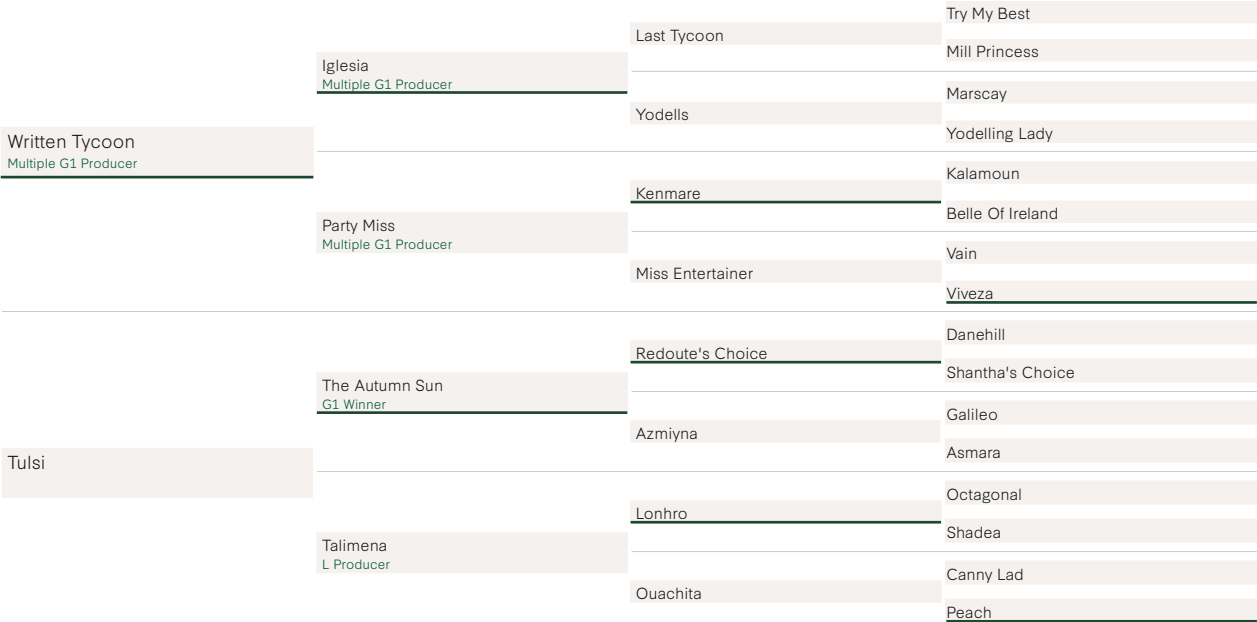 Written Tycoon
Multiple G1 Producer
Tulsi
Iglesia
Multiple G1 Producer
Party Miss
Multiple G1 Producer
The Autumn Sun
G1 Winner
Talimena
L Producer
Last Tycoon
Yodells
Kenmare
Miss Entertainer
Redoute's Choice
Azmiyna
Lonhro
Ouachita
Try My Best
Mill Princess
Marscay
Yodelling Lady
Kalamoun
Belle Of Ireland
Vain
Viveza
Danehill
Shantha's Choice
Galileo
Asmara
Octagonal
Shadea
Canny Lad
Peach